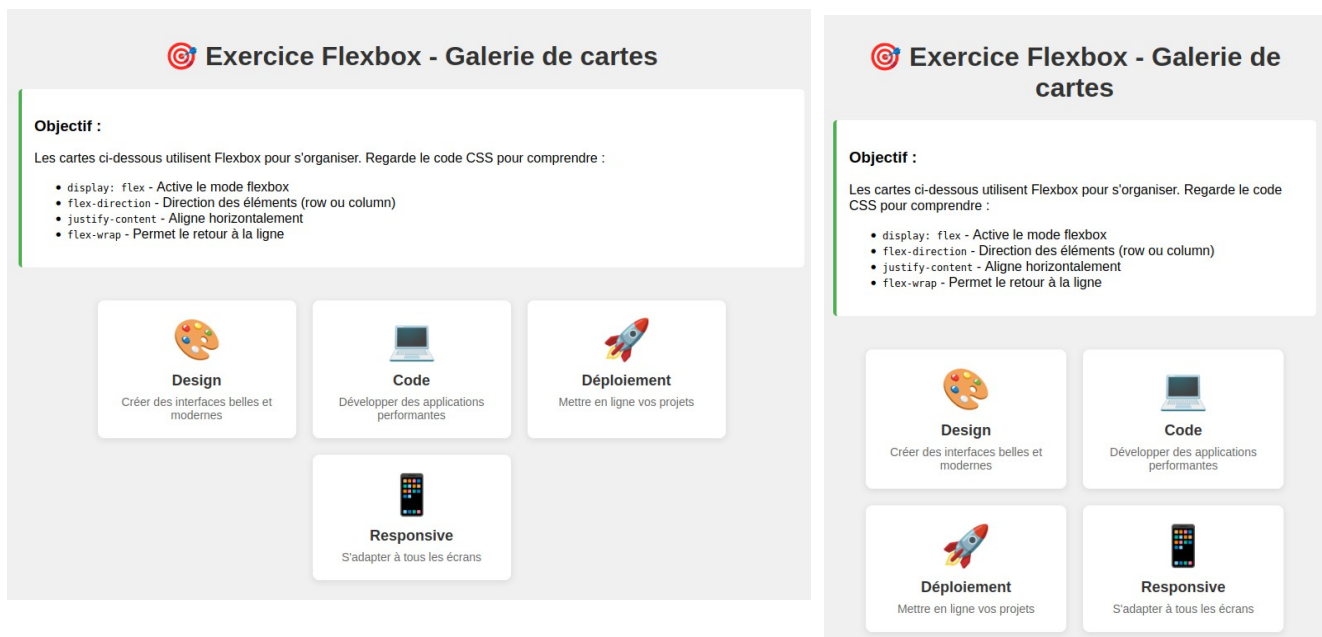 🎯 Exercice Flexbox - Galerie de cartes
Objectif :
Les cartes ci-dessous utilisent Flexbox pour s'organiser. Regarde le code CSS pour comprendre :
• display: flex - Active le mode flexbox
• flex-direction - Direction des éléments (row ou column)
• justify-content - Aligne horizontalement
• flex-wrap - Permet le retour à la ligne
Design
Créer des interfaces belles et
modernes
Code
Développer des applications
performantes
Déploiement
Mettre en ligne vos projets
Responsive
S'adapter à tous les écrans
🎯 Exercice Flexbox - Galerie de
cartes
Objectif :
Les cartes ci-dessous utilisent Flexbox pour s'organiser. Regarde le code
CSS pour comprendre :
• display: flex - Active le mode flexbox
• flex-direction - Direction des éléments (row ou column)
• justify-content - Aligne horizontalement
• flex-wrap - Permet le retour à la ligne
Design
Créer des interfaces belles et
modernes
Code
Développer des applications
performantes
Déploiement
Mettre en ligne vos projets
Responsive
S'adapter à tous les écrans